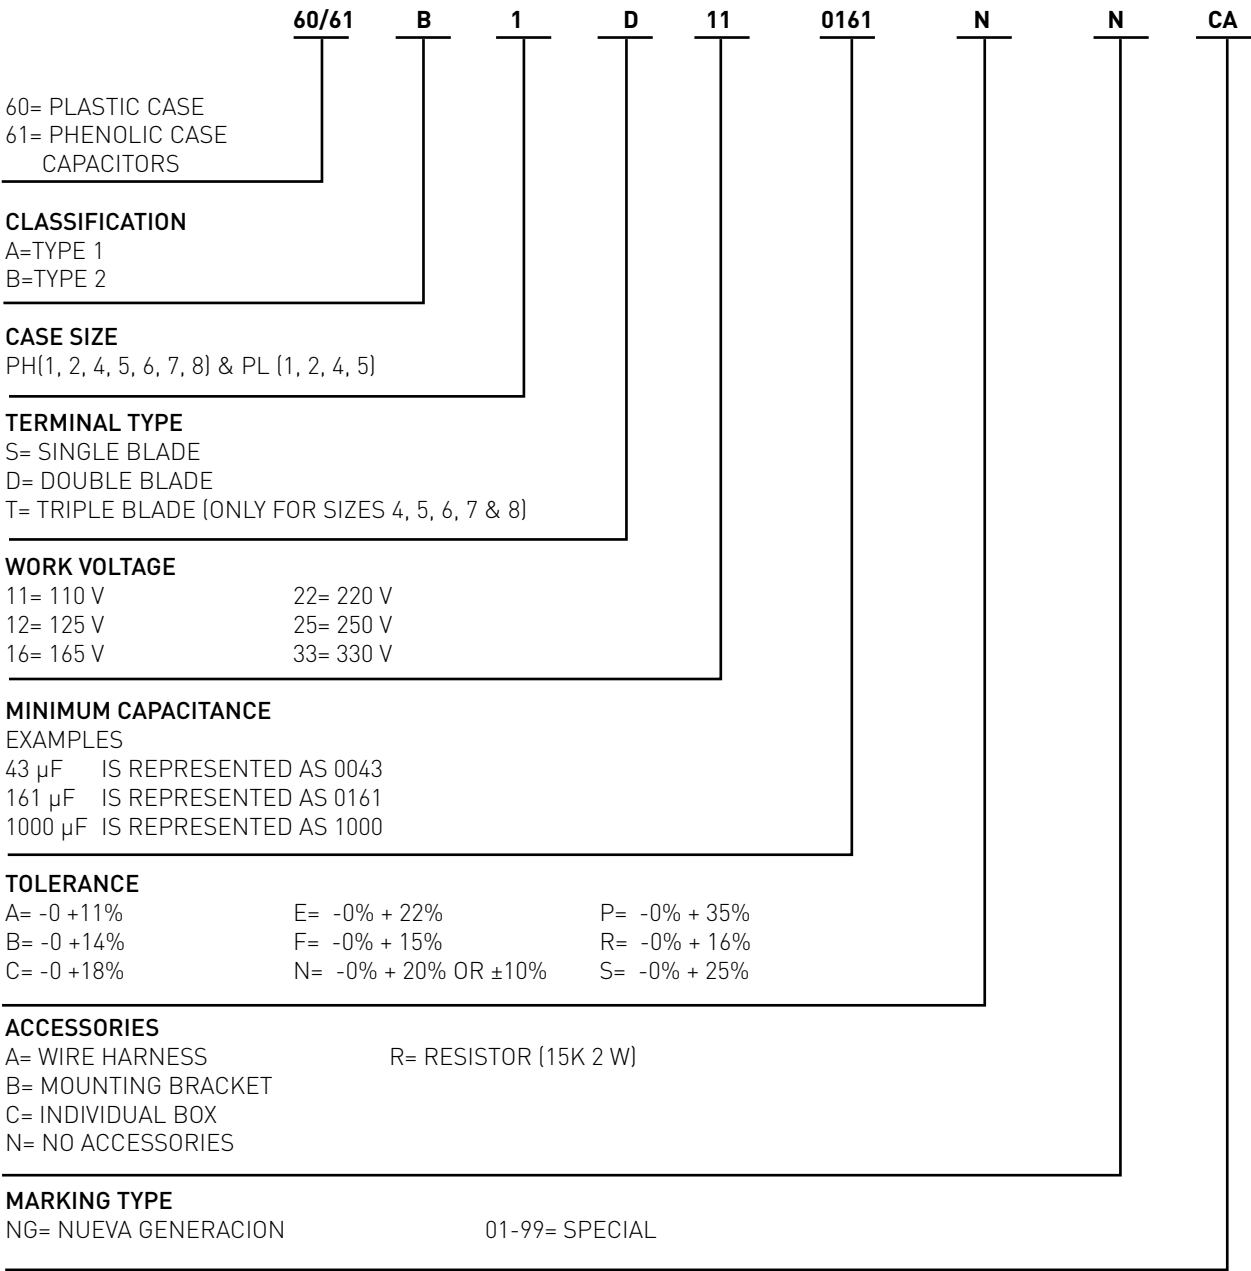 60/61 B 1 D 11 0161 N N CA
60= PLASTIC CASE
61= PHENOLIC CASE
CAPACITORS
CLASSIFICATION
A=TYPE 1
B=TYPE 2
CASE SIZE
PH(1, 2, 4, 5, 6, 7, 8) & PL (1, 2, 4, 5)
TERMINAL TYPE
S= SINGLE BLADE
D= DOUBLE BLADE
T= TRIPLE BLADE (ONLY FOR SIZES 4, 5, 6, 7 & 8)
WORK VOLTAGE
11= 110 V 22= 220 V
12= 125 V 25= 250 V
16= 165 V 33= 330 V
MINIMUM CAPACITANCE
EXAMPLES
43 µF IS REPRESENTED AS 0043
161 µF IS REPRESENTED AS 0161
1000 µF IS REPRESENTED AS 1000
TOLERANCE
A= -0 +11% E= -0% + 22% P= -0% + 35%
B= -0 +14% F= -0% + 15% R= -0% + 16%
C= -0 +18% N= -0% + 20% OR ±10% S= -0% + 25%
ACCESSORIES
A= WIRE HARNESS R= RESISTOR (15K 2 W)
B= MOUNTING BRACKET
C= INDIVIDUAL BOX
N= NO ACCESSORIES
MARKING TYPE
NG= NUEVA GENERACION 01-99= SPECIAL